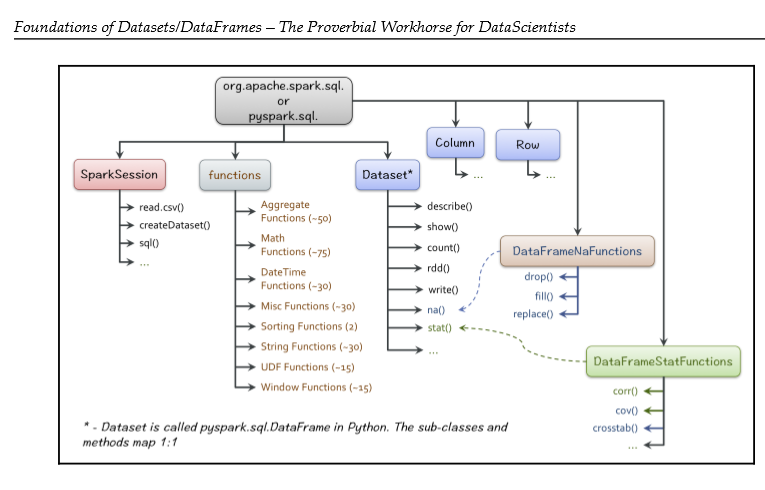 Foundations of Datasets/DataFrames – The Proverbial Workhorse for DataScientists
org.apache.spark.sql.
or
pyspark.sql.
Column
Row
SparkSession
functions
Dataset*
...
...
read.csv()
createDataset()
sql()
...
Aggregate
Functions (~50)
Math
Functions (~75)
DateTime
Functions (~30)
Misc Functions (~30)
Sorting Functions (2)
String Functions (~30)
UDF Functions (~15)
Window Functions (~15)
describe()
show()
count()
rdd()
write()
na()
stat()
...
DataFrameNaFunctions
drop()
fill()
replace()
DataFrameStatFunctions
corr()
cov()
crosstab()
...
* - Dataset is called pyspark.sql.DataFrame in Python. The sub-classes and
methods map 1:1